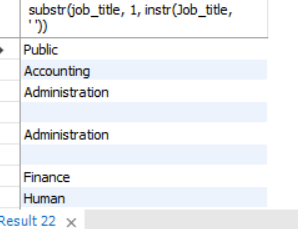 substr(job_title, 1, instr(Job_title,
' '))
Public
Accounting
Administration
Administration
Finance
Human
Result 22